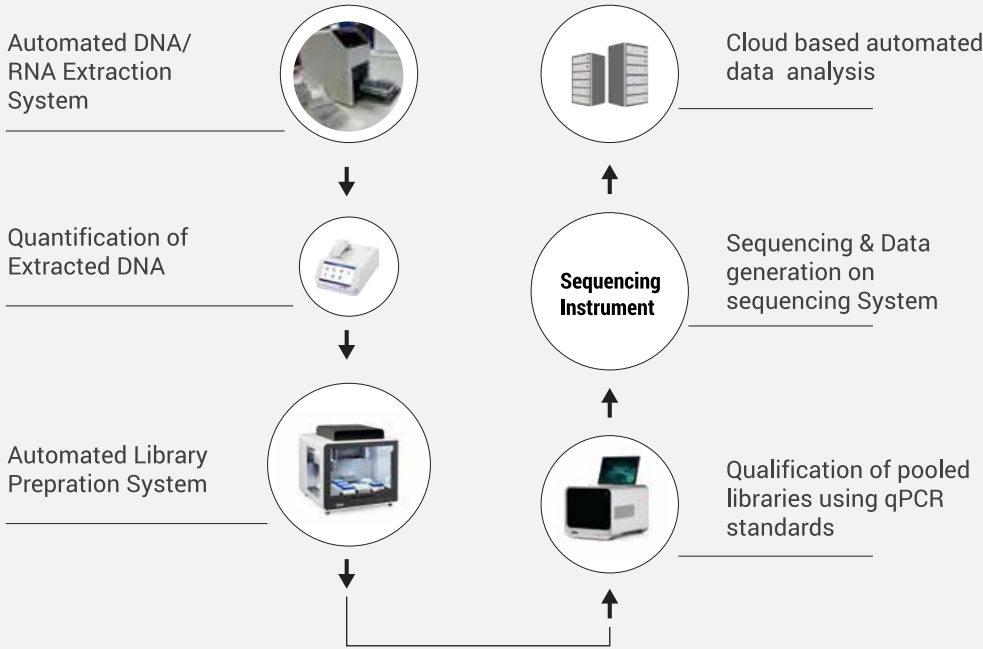 Automated DNA/
RNA Extraction
System
Quantification of
Extracted DNA
Automated Library
Prepration System
Cloud based automated
data analysis
Sequencing
Instrument
Sequencing & Data
generation on
sequencing System
Qualification of pooled
libraries using qPCR
standards